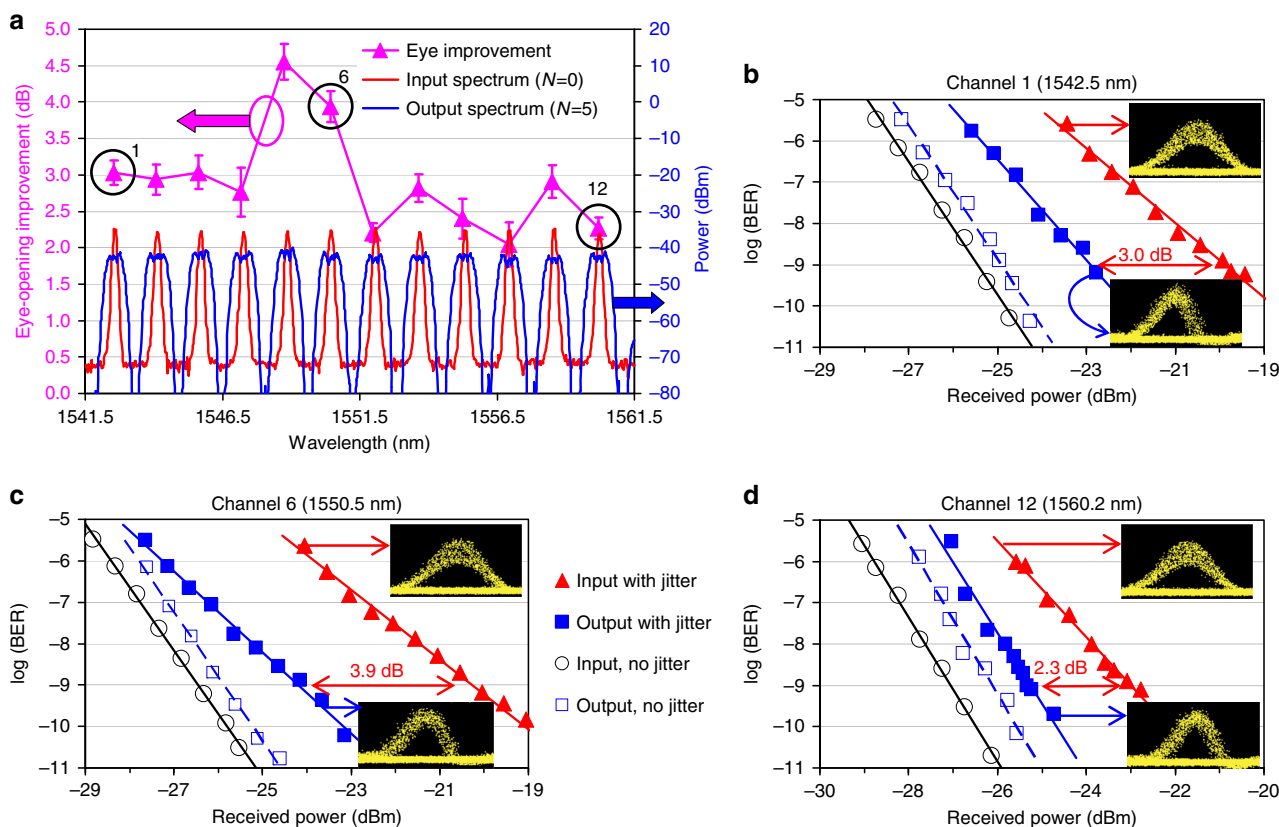 a
Eye-opening improvement (dB)
5.0
4.5
4.0
3.5
3.0
2.5
2.0
1.5
1.0
0.5
0.0
Eye improvement
Input spectrum (N=0)
Output spectrum (N=5)
1
6
12
20
10
0
−10
−20
−30
−40
−50
−60
−70
−80
Power (dBm)
1541.5 1546.5 1551.5 1556.5 1561.5
Wavelength (nm)
b
Channel 1 (1542.5 nm)
log (BER)
−5
−6
−7
−8
−9
−10
−11
3.0 dB
−29 −27 −25 −23 −21 −19
Received power (dBm)
c
Channel 6 (1550.5 nm)
log (BER)
−5
−6
−7
−8
−9
−10
−11
3.9 dB
−29 −27 −25 −23 −21 −19
Received power (dBm)
Input with jitter
Output with jitter
Input, no jitter
Output, no jitter
d
Channel 12 (1560.2 nm)
log (BER)
−5
−6
−7
−8
−9
−10
−11
2.3 dB
−30 −28 −26 −24 −22 −20
Received power (dBm)